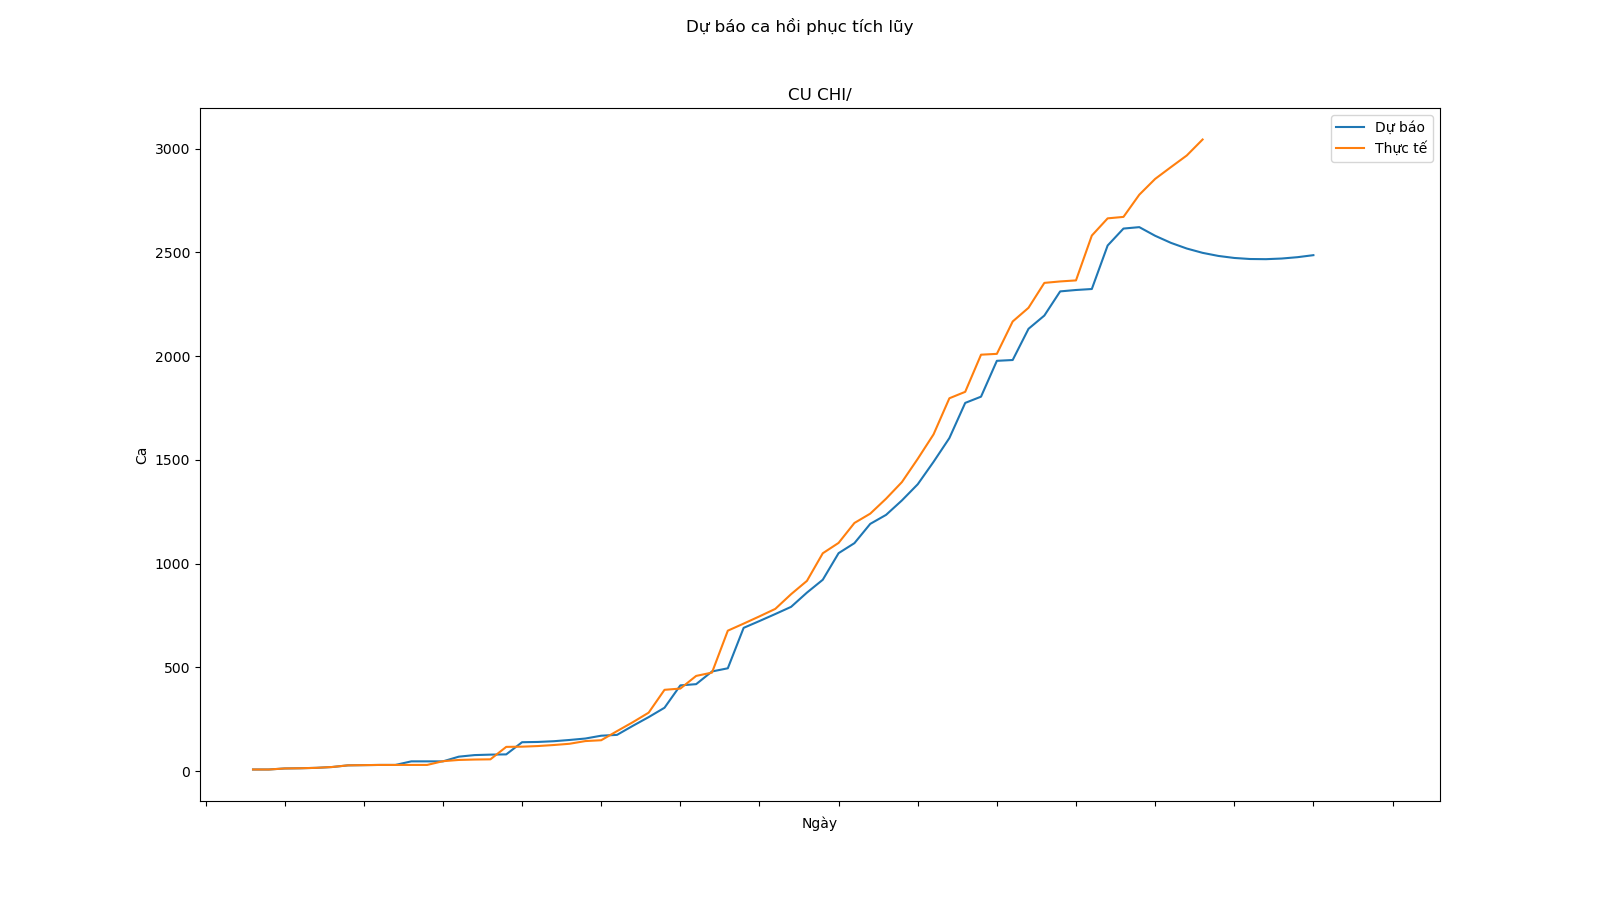 Dự báo ca hồi phục tích lũy
CU CHI/
Dự báo
Thực tế
3000
2500
2000
1500
1000
500
0
Ca
Ngày